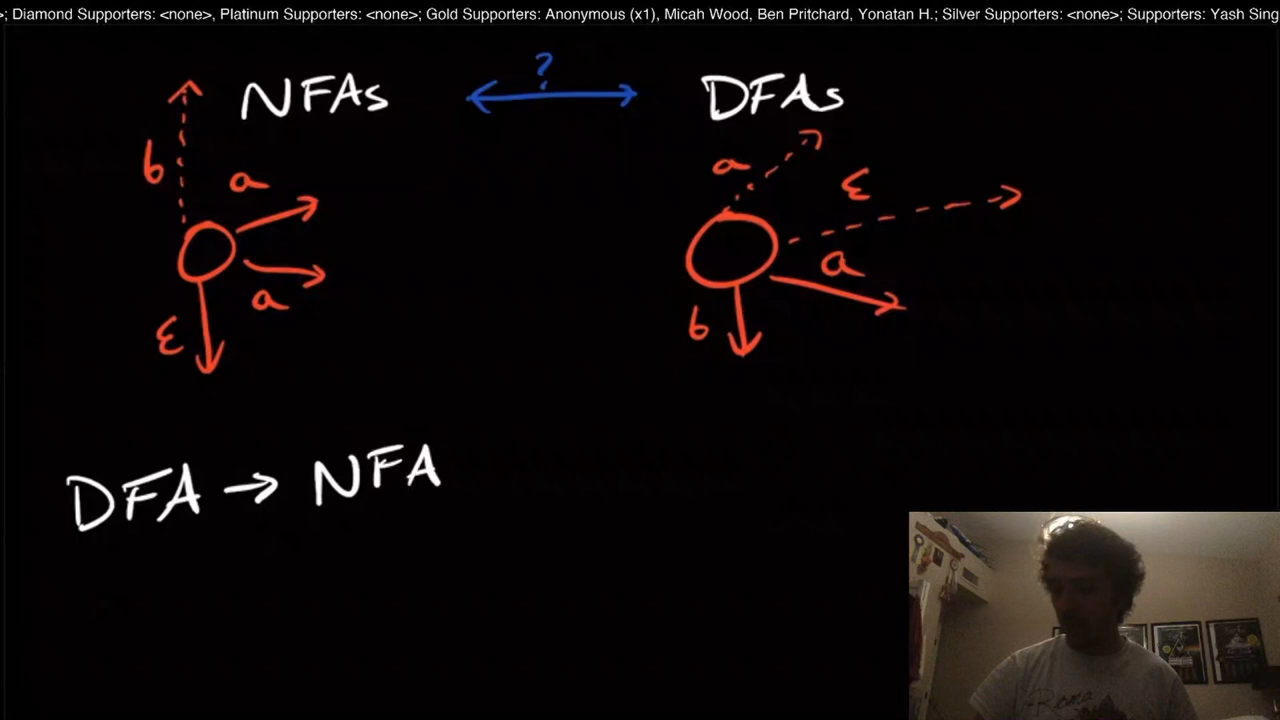 >; Diamond Supporters: <none>, Platinum Supporters: <none>; Gold Supporters: Anonymous (x1), Micah Wood, Ben Pritchard, Yonatan H.; Silver Supporters: <none>; Supporters: Yash Sing
NFAs ? DFAs
b a a ε
a a
ε b
DFA → NFA
Roma